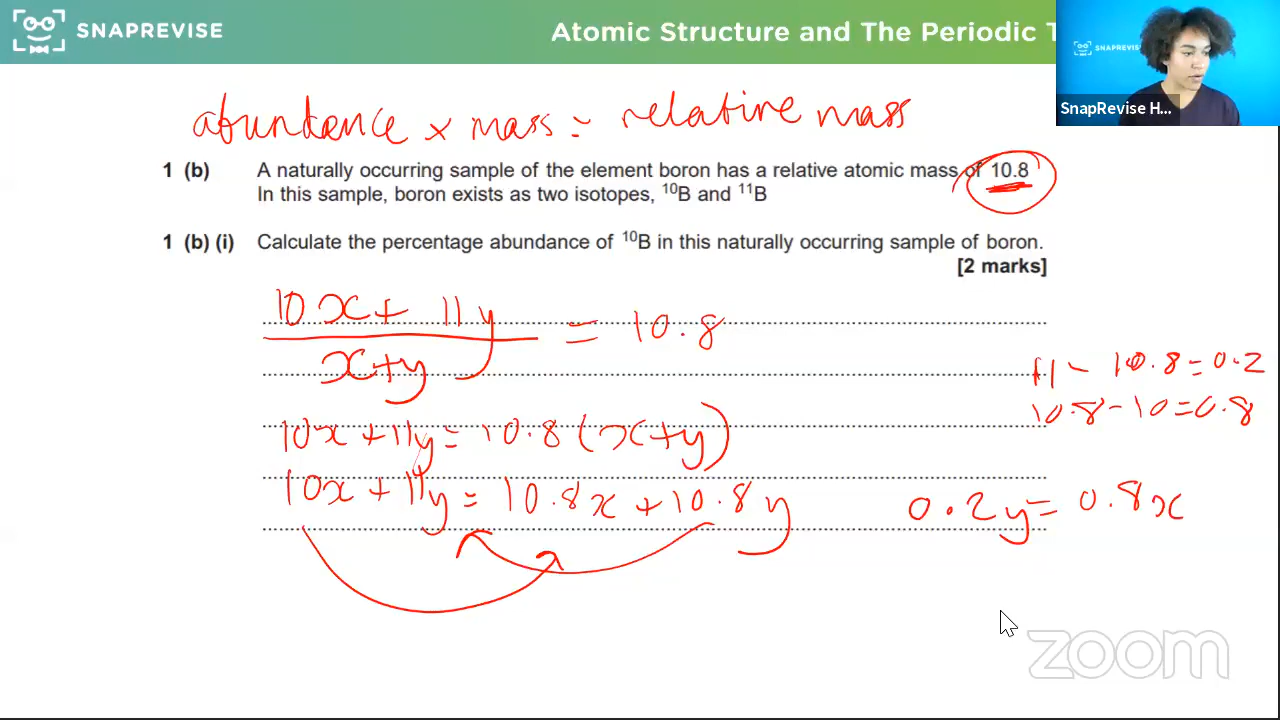 SNAPREVISE
Atomic Structure and The Periodic T
SNAPREVISE
SnapRevise H...
abundance × mass = relative mass
1 (b) A naturally occurring sample of the element boron has a relative atomic mass of 10.8
In this sample, boron exists as two isotopes, ¹⁰B and ¹¹B
1 (b) (i) Calculate the percentage abundance of ¹⁰B in this naturally occurring sample of boron.
[2 marks]
10x + 11y
x+y
= 10.8
11 - 10.8 = 0.2
10.8 - 10 = 0.8
10x + 11y = 10.8 (x+y)
10x + 11y = 10.8x + 10.8y
0.2y = 0.8x
zoom